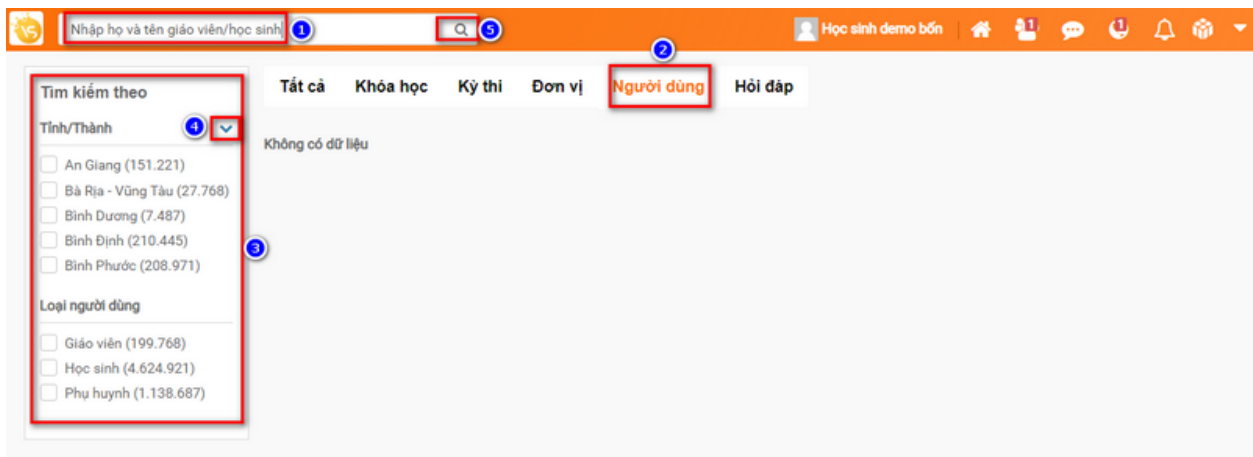 Nhập họ và tên giáo viên/học sinh 1 5 Học sinh demo bốn 1 1
2
Tìm kiếm theo
Tỉnh/Thành 4
An Giang (151.221)
Bà Rịa - Vũng Tàu (27.768)
Bình Dương (7.487)
Bình Định (210.445)
3
Bình Phước (208.971)
Loại người dùng
Giáo viên (199.768)
Học sinh (4.624.921)
Phụ huynh (1.138.687)
Tất cả Khóa học Kỳ thi Đơn vị Người dùng Hỏi đáp
Không có dữ liệu